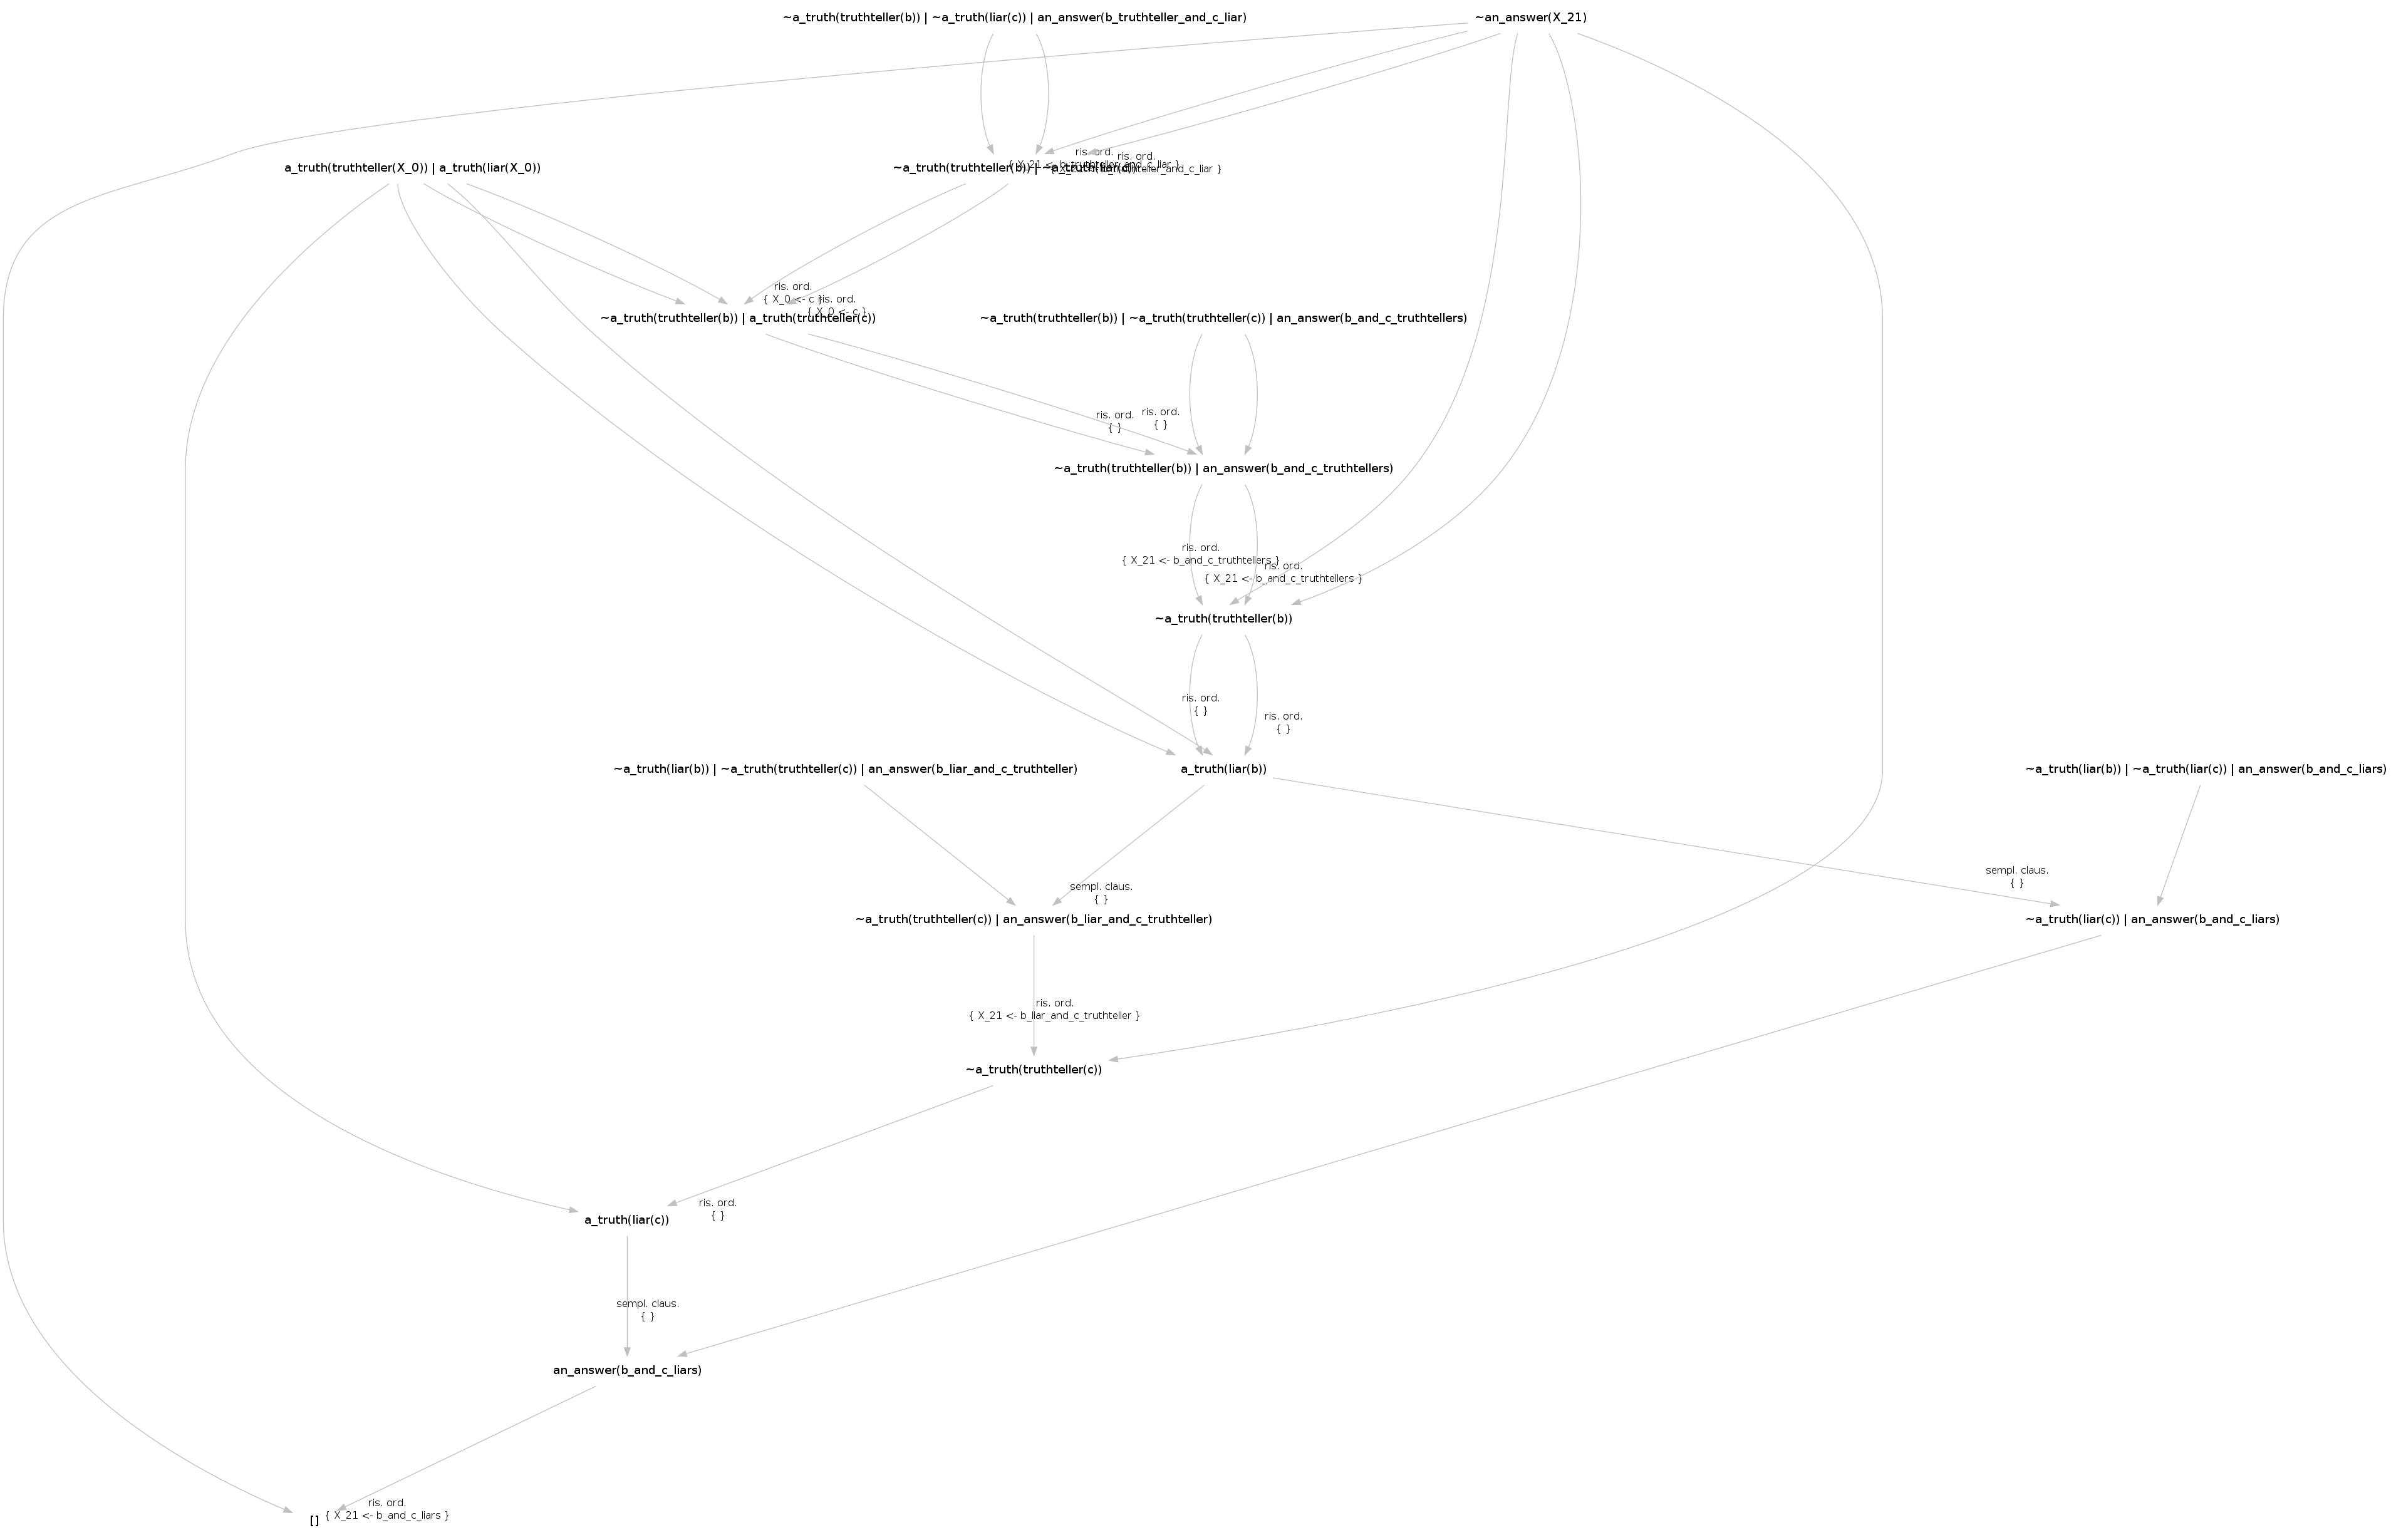 ~a_truth(truthteller(b)) | ~a_truth(liar(c)) | an_answer(b_truthteller_and_c_liar)
~an_answer(X_21)
a_truth(truthteller(X_0)) | a_truth(liar(X_0))
ris. ord.
{ X_21 <- b_truthteller_and_c_liar }
ris. ord.
{ X_21 <- b_truthteller_and_c_liar }
~a_truth(truthteller(b)) | ~a_truth(liar(c))
ris. ord.
{ X_0 <- c }
ris. ord.
{ X_0 <- c }
~a_truth(truthteller(b)) | a_truth(truthteller(c))
~a_truth(truthteller(b)) | ~a_truth(truthteller(c)) | an_answer(b_and_c_truthtellers)
ris. ord.
{ }
ris. ord.
{ }
~a_truth(truthteller(b)) | an_answer(b_and_c_truthtellers)
ris. ord.
{ X_21 <- b_and_c_truthtellers }
ris. ord.
{ X_21 <- b_and_c_truthtellers }
~a_truth(truthteller(b))
ris. ord.
{ }
ris. ord.
{ }
~a_truth(liar(b)) | ~a_truth(truthteller(c)) | an_answer(b_liar_and_c_truthteller)
a_truth(liar(b))
~a_truth(liar(b)) | ~a_truth(liar(c)) | an_answer(b_and_c_liars)
sempl. claus.
{ }
sempl. claus.
{ }
~a_truth(truthteller(c)) | an_answer(b_liar_and_c_truthteller)
~a_truth(liar(c)) | an_answer(b_and_c_liars)
ris. ord.
{ X_21 <- b_liar_and_c_truthteller }
~a_truth(truthteller(c))
ris. ord.
{ }
a_truth(liar(c))
sempl. claus.
{ }
an_answer(b_and_c_liars)
ris. ord.
{ X_21 <- b_and_c_liars }
[]